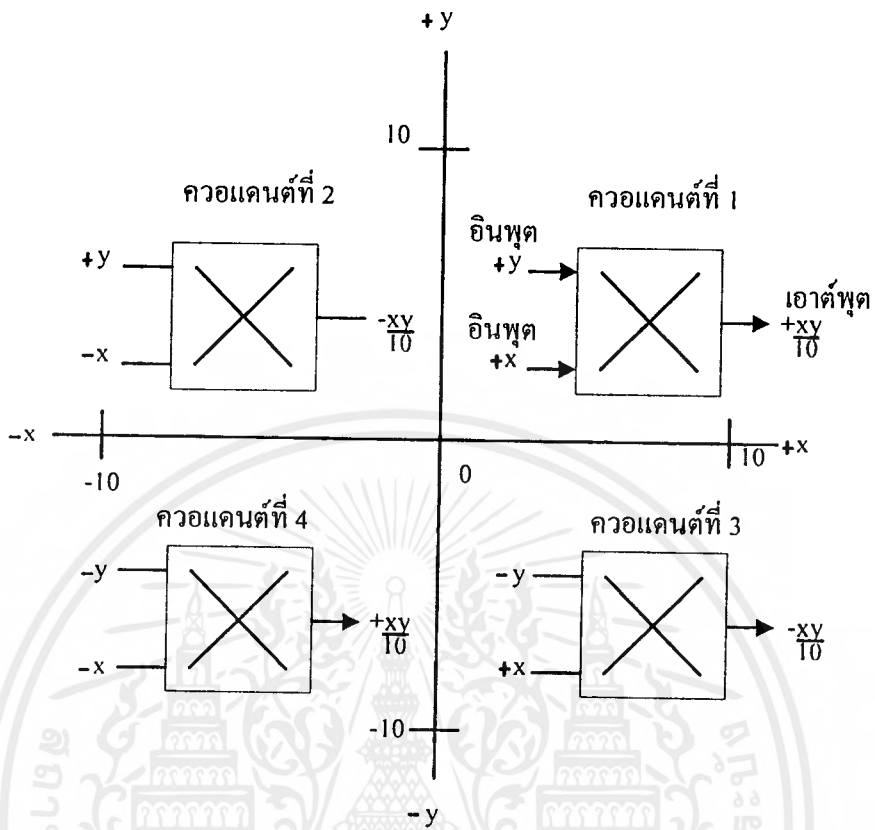 +y
10
ควอแดนต์ที่ 2
ควอแดนต์ที่ 1
+y
-x
-xy
10
อินพุต
+y
อินพุต
+x
เอาต์พุต
+xy
10
-x
-10
0
10
+x
ควอแดนต์ที่ 4
ควอแดนต์ที่ 3
-y
-x
+xy
10
-y
+x
-xy
10
-10
-y